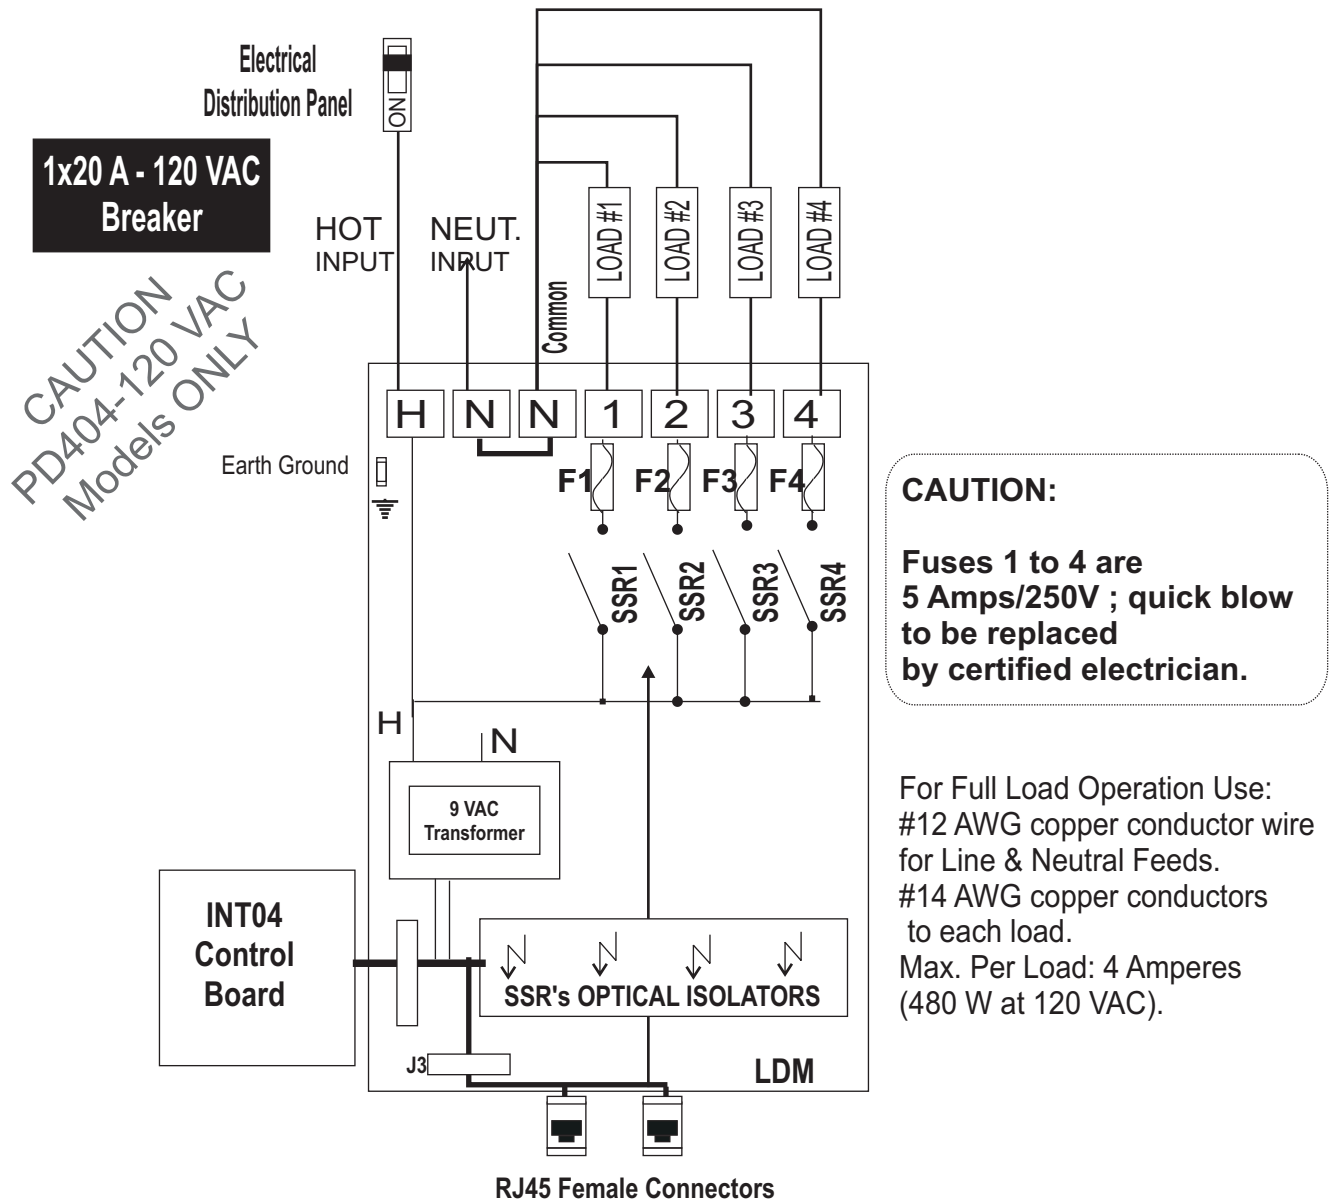 Electrical
Distribution Panel
ON
1x20 A - 120 VAC
Breaker
HOT
INPUT
NEUT.
INPUT
Common
LOAD #1
LOAD #2
LOAD #3
LOAD #4
CAUTION
PD404-120 VAC
Models ONLY
H
N
N
1
2
3
4
Earth Ground
F1
F2
F3
F4
SSR1
SSR2
SSR3
SSR4
CAUTION:
Fuses 1 to 4 are
5 Amps/250V ; quick blow
to be replaced
by certified electrician.
H
N
9 VAC
Transformer
For Full Load Operation Use:
#12 AWG copper conductor wire
for Line & Neutral Feeds.
#14 AWG copper conductors
to each load.
Max. Per Load: 4 Amperes
(480 W at 120 VAC).
INT04
Control
Board
SSR's OPTICAL ISOLATORS
J3
LDM
RJ45 Female Connectors